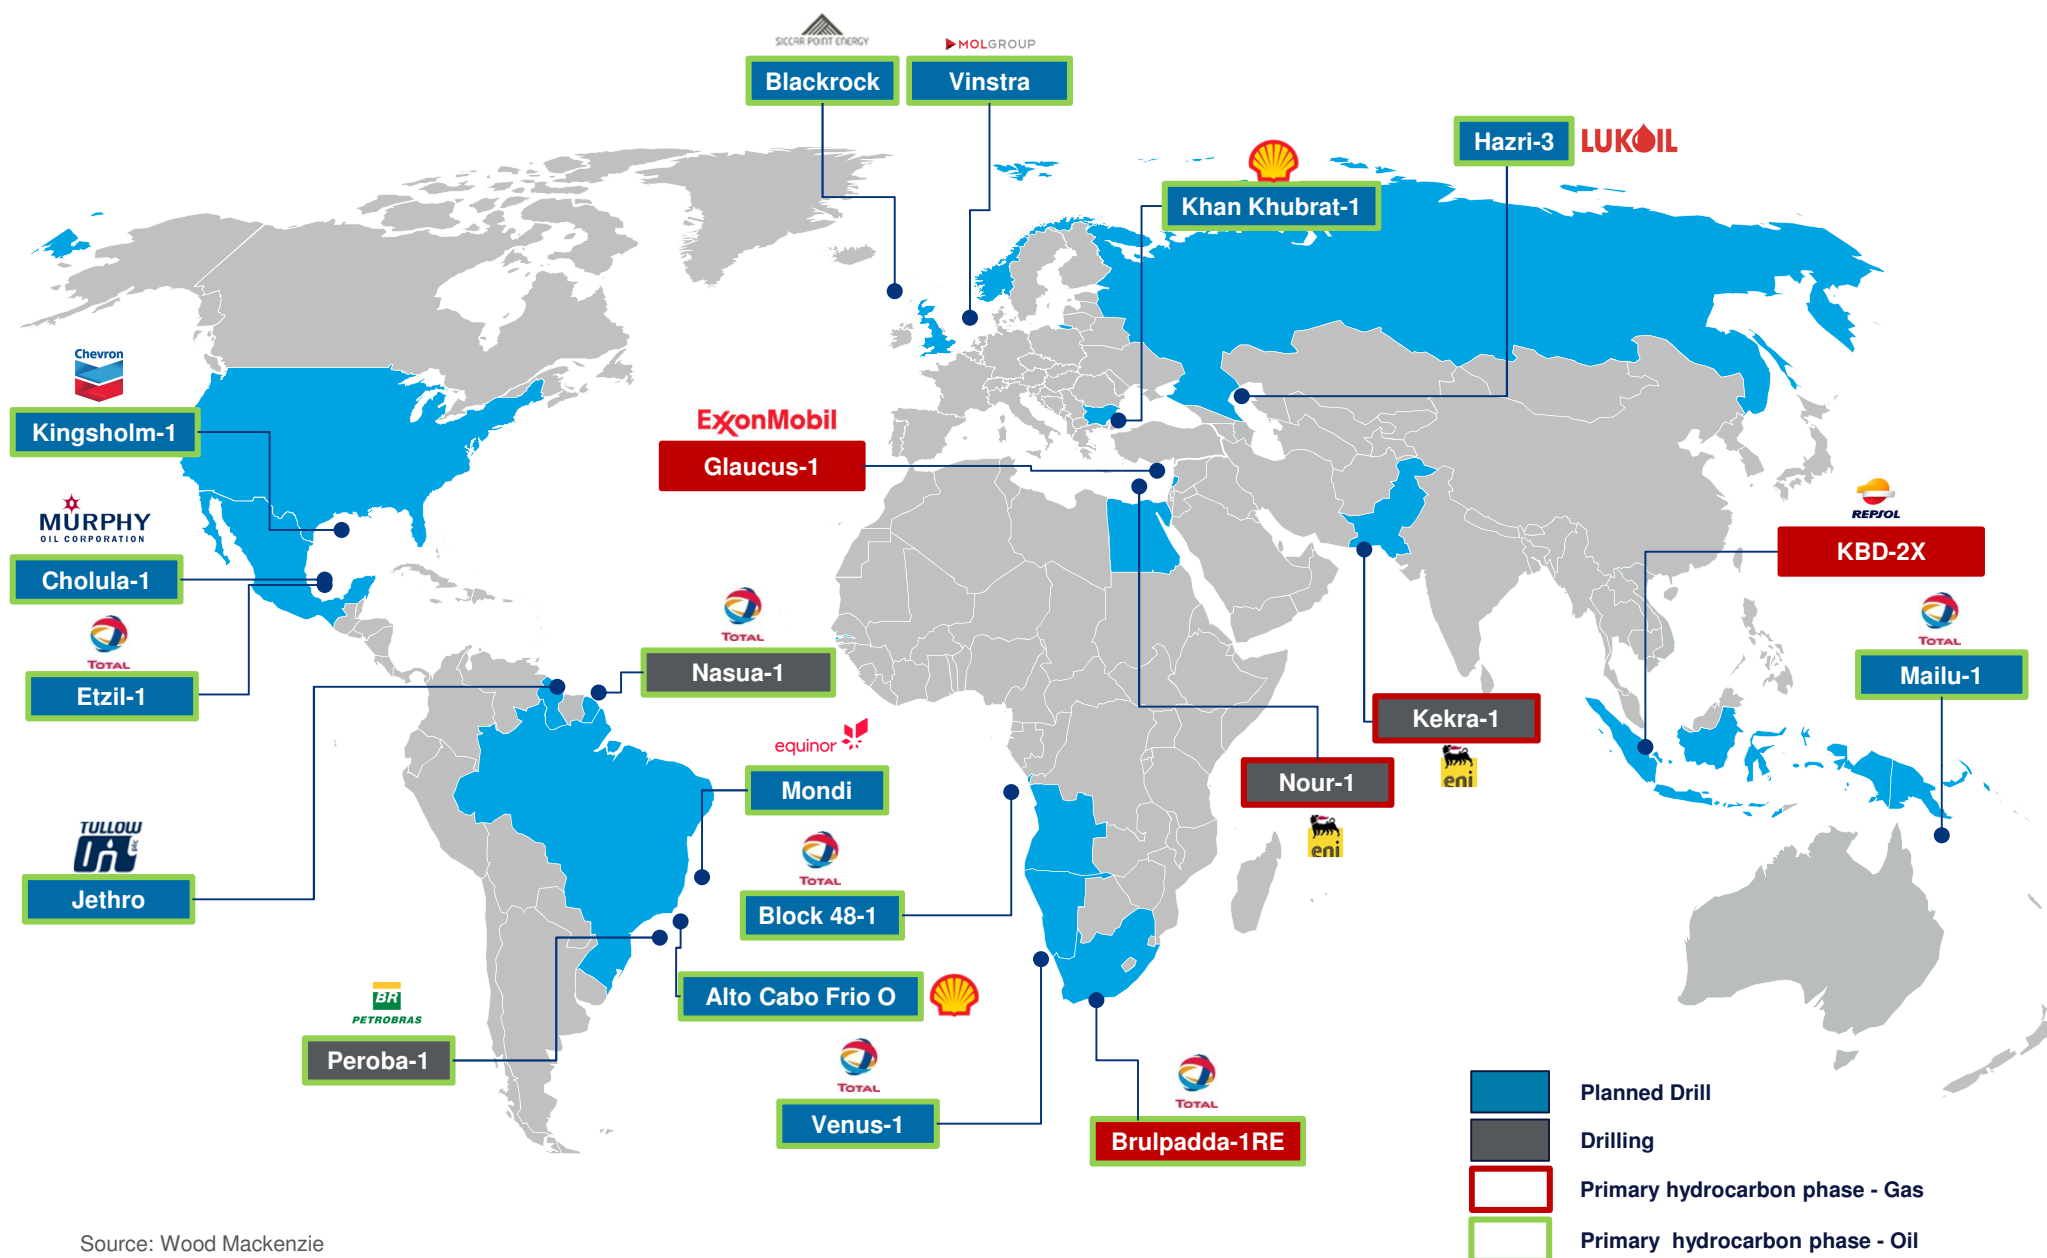 SICCAR POINT ENERGY
MOLGROUP
Blackrock
Vinstra
Hazri-3
LUKOIL
Khan Khubrat-1
Chevron
Kingsholm-1
ExxonMobil
Glaucus-1
MURPHY
OIL CORPORATION
Cholula-1
REPSOL
KBD-2X
TOTAL
Etzil-1
TOTAL
Nasua-1
TOTAL
Mailu-1
Kekra-1
eni
equinor
Mondi
Nour-1
eni
TULLOW
Oil plc
Jethro
TOTAL
Block 48-1
Alto Cabo Frio O
BR
PETROBRAS
Peroba-1
TOTAL
Venus-1
TOTAL
Brulpadda-1RE
Planned Drill
Drilling
Primary hydrocarbon phase - Gas
Primary hydrocarbon phase - Oil
Source: Wood Mackenzie